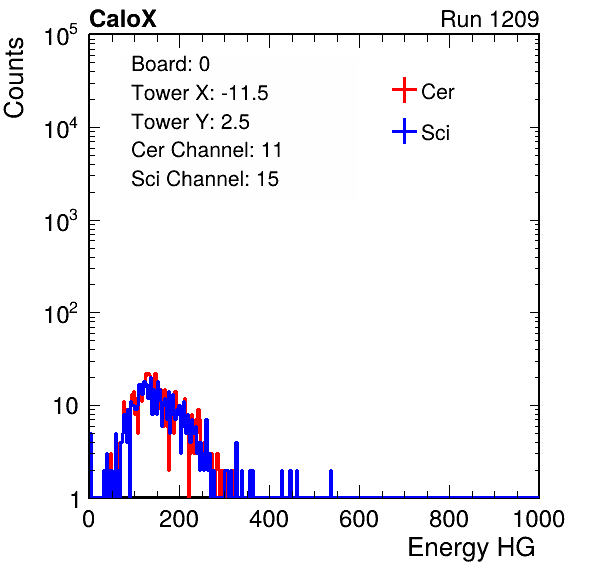 CaloX Run 1209
Counts
10^5
10^4
10^3
10^2
10
1
Board: 0
Tower X: -11.5
Tower Y: 2.5
Cer Channel: 11
Sci Channel: 15
Cer
Sci
0 200 400 600 800 1000
Energy HG